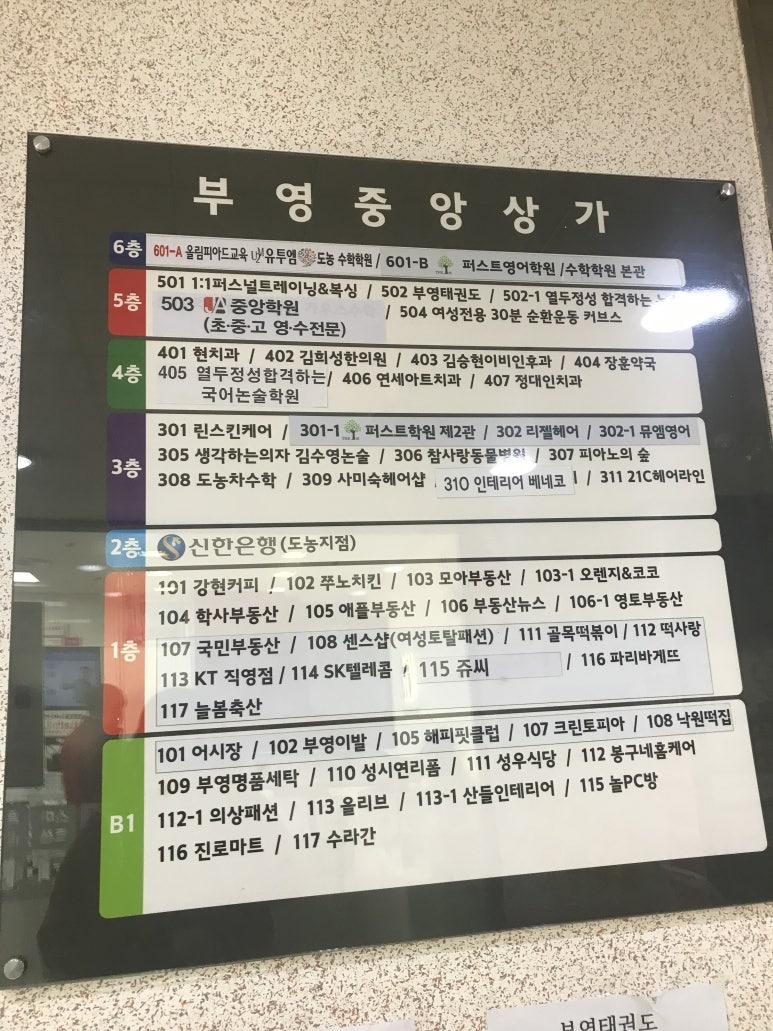 부영중앙상가
6층 601-A 올림피아드교육 유투엠 도농 수학학원 / 601-B 퍼스트영어학원 /수학학원 본관
5층
501 1:1퍼스널트레이닝&복싱 / 502 부영태권도 / 502-1 열두정성 합격하는
503 중앙학원 / 504 여성전용 30분 순환운동 커브스
(초·중·고 영·수전문)
4층
401 현치과 / 402 김희성한의원 / 403 김승현이비인후과 / 404 장훈약국
405 열두정성합격하는/ 406 연세아트치과 / 407 정대인치과
국어논술학원
3층
301 린스킨케어 / 301-1 퍼스트학원 제2관 / 302 리젤헤어 / 302-1 뮤엠영어
305 생각하는의자 김수영논술 / 306 참사랑동물병원 / 307 피아노의 숲
308 도농차수학 / 309 사미숙헤어샵 310 인테리어 베네코 / 311 21C헤어라인
2층 신한은행(도농지점)
1층
101 강현커피 / 102 쭈노치킨 / 103 모아부동산 / 103-1 오렌지&코코
104 학사부동산 / 105 애플부동산 / 106 부동산뉴스 / 106-1 영토부동산
107 국민부동산 / 108 센스샵(여성토탈패션) / 111 골목떡볶이 / 112 떡사랑
113 KT 직영점 / 114 SK텔레콤 / 115 쥬씨 / 116 파리바게뜨
117 늘봄축산
B1
101 어시장 / 102 부영이발 / 105 해피핏클럽 / 107 크린토피아 / 108 낙원떡집
109 부영명품세탁 / 110 성시연리폼 / 111 성우식당 / 112 봉구네홈케어
112-1 의상패션 / 113 올리브 / 113-1 산들인테리어 / 115 놀PC방
116 진로마트 / 117 수라간
부영태권도